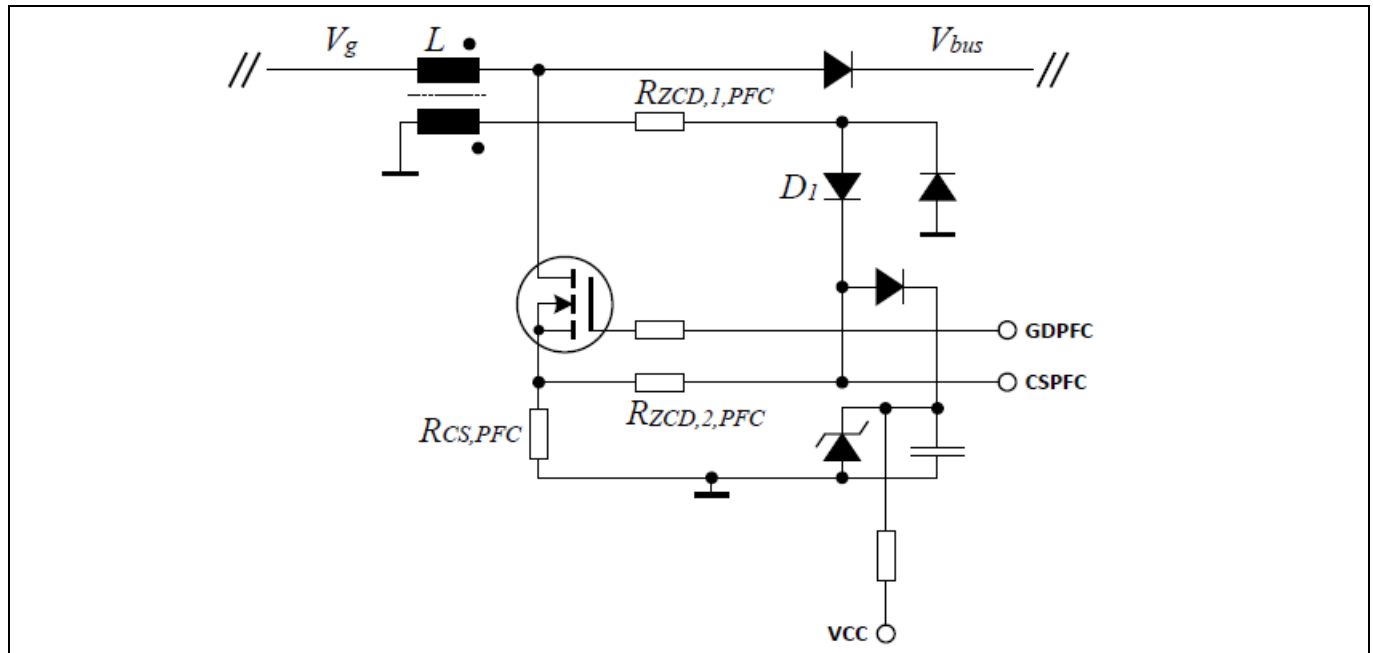 Vg
L
Vbus
RZCD,1,PFC
D1
GDPFC
CSPFC
RZCD,2,PFC
RCS,PFC
VCC